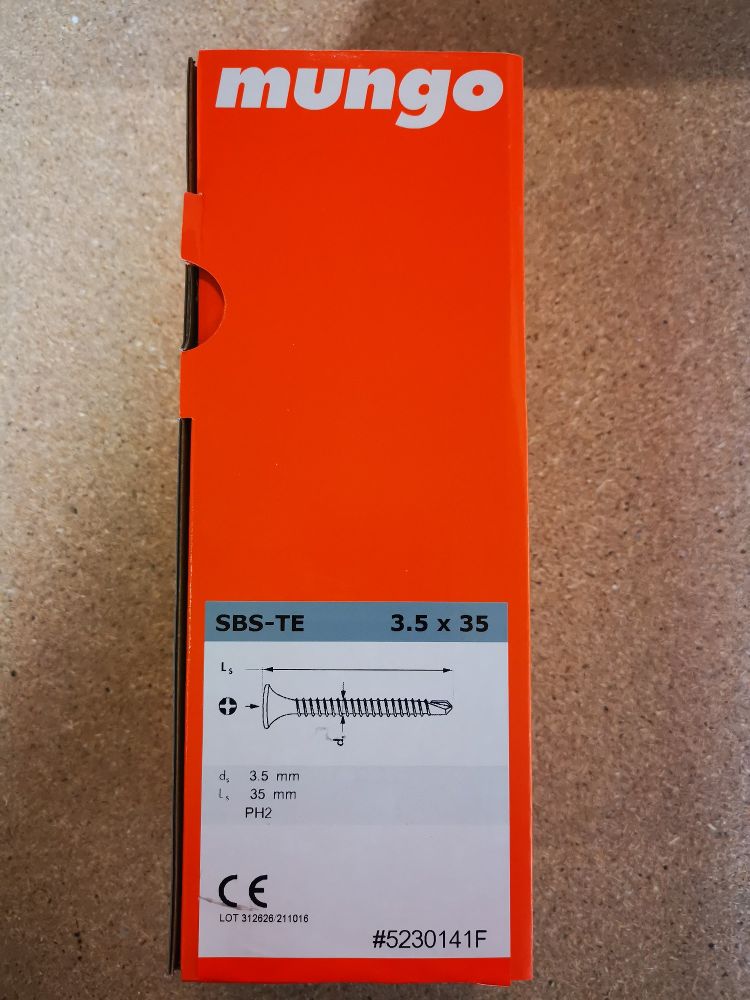 mungo
SBS-TE 3.5 x 35
Ls
ds
ds 3.5 mm
Ls 35 mm
PH2
CE
LOT 312626/211016
#5230141F